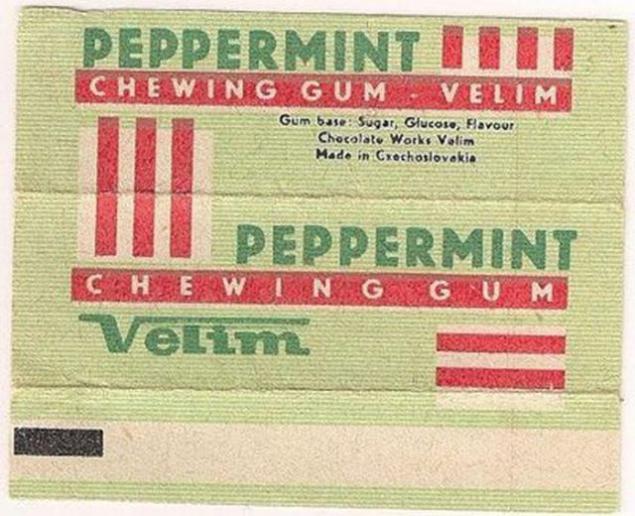 PEPPERMINT
CHEWING GUM - VELIM
Gum base: Sugar, Glucose, Flavour
Chocolate Works Velim
Made in Czechoslovakia
PEPPERMINT
CHEWING GUM
Velim